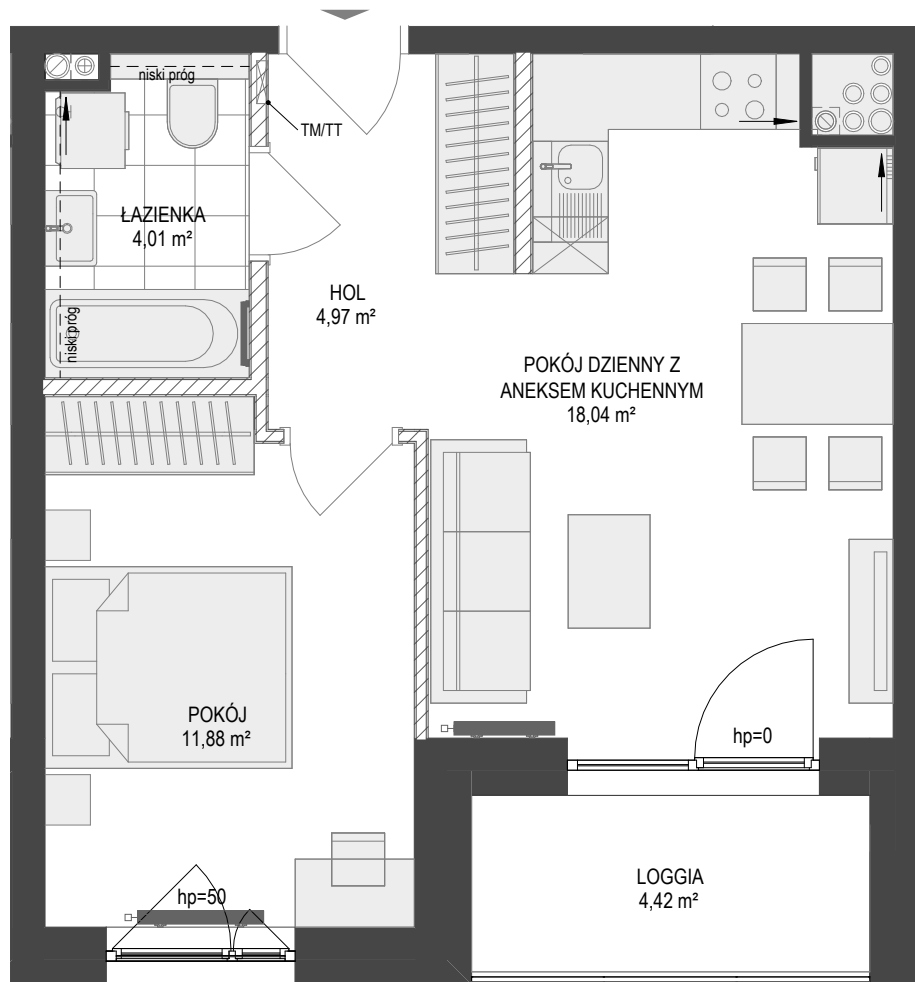 niski próg
TM/TT
ŁAZIENKA
4,01 m²
HOL
4,97 m²
niski próg
POKÓJ DZIENNY Z
ANEKSEM KUCHENNYM
18,04 m²
POKÓJ
11,88 m²
hp=0
hp=50
LOGGIA
4,42 m²